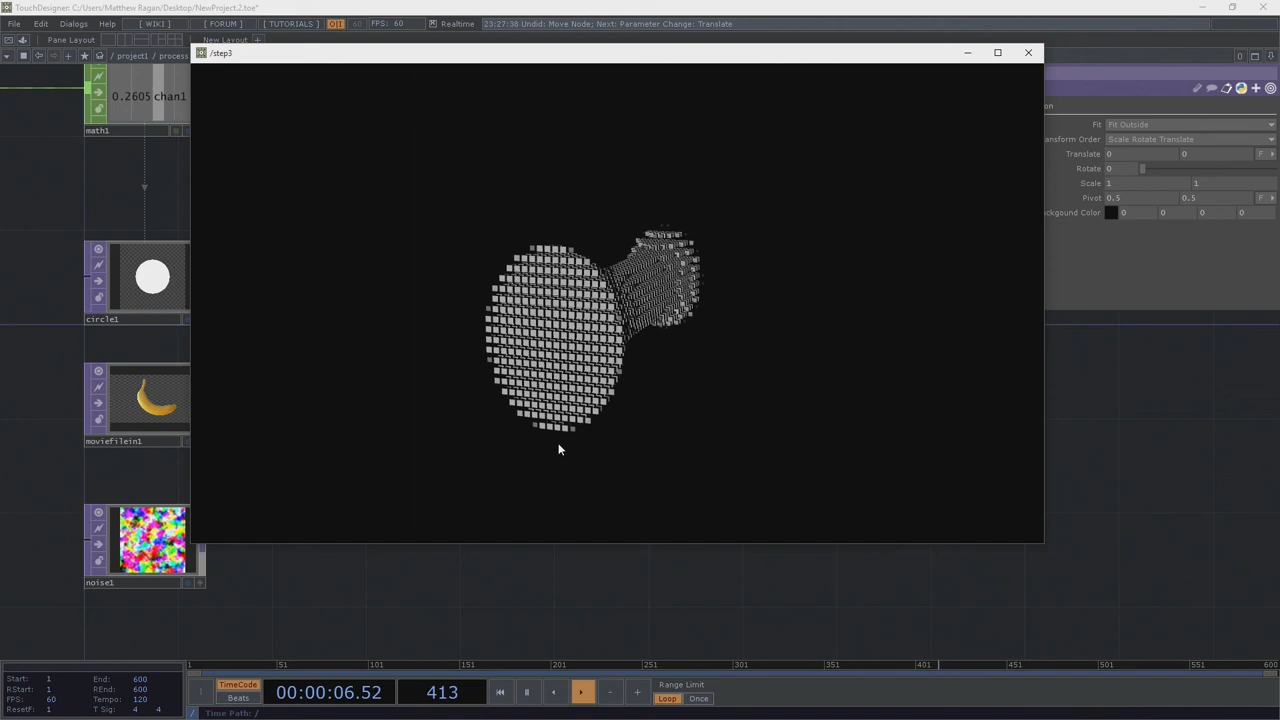 TouchDesigner: C:/Users/Matthew Ragan/Desktop/NewProject.2.toe*
File Edit Dialogs Help [ WIKI ] [ FORUM ] [ TUTORIALS ] O|I 60 FPS: 60 Realtime 23:27:38 Undid: Move Node; Next: Parameter Change: Translate
Pane Layout New Layout +
/ project1 / process
/step3
0.2605 chan1
math1
circle1
moviefilein1
noise1
on
Fit Fit Outside
ansform Order Scale Rotate Translate
Translate 0 0 F
Rotate 0
Scale 1 1
Pivot 0.5 0.5 F
ckgound Color 0 0 0 0
1 51 101 151 201 251 301 351 401 451 501 551 600
Start: 1 End: 600
RStart: 1 REnd: 600
FPS: 60 Tempo: 120
ResetF: 1 T Sig: 4 4
TimeCode
Beats
00:00:06.52 413
Range Limit
Loop Once
/ Time Path: /